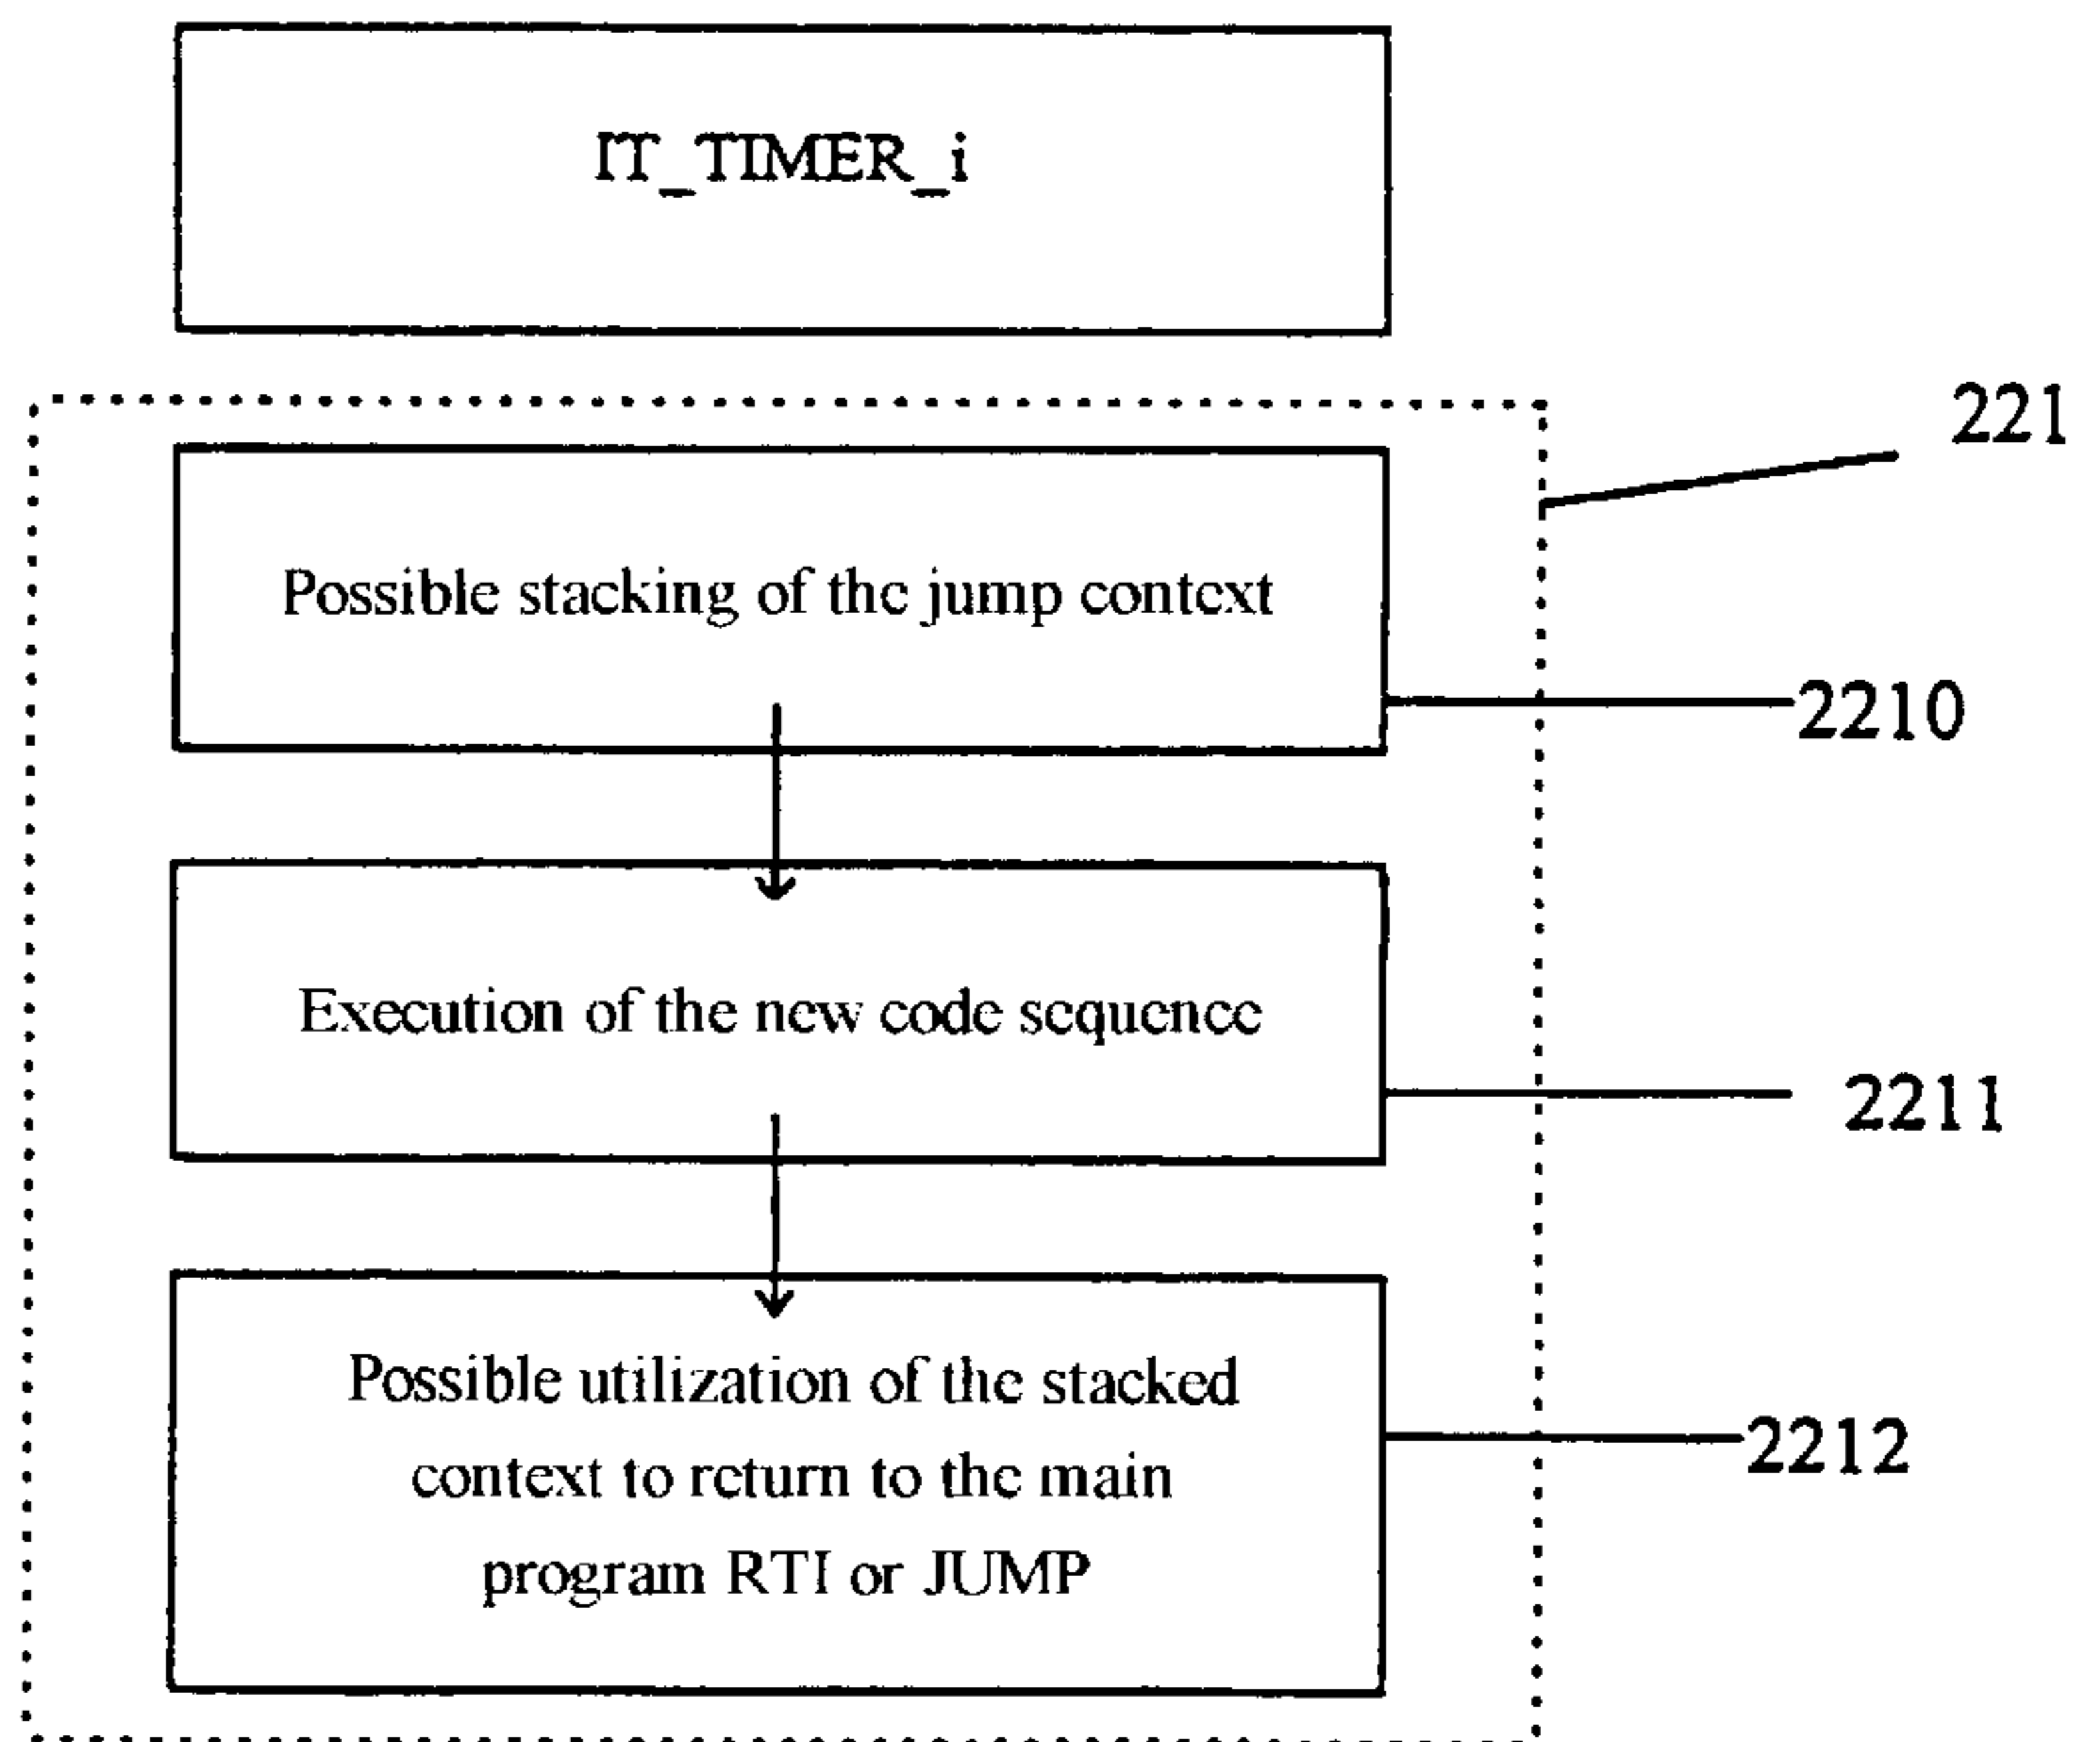 IT_TIMER_i
221
Possible stacking of the jump context
2210
Execution of the new code sequence
2211
Possible utilization of the stacked
context to return to the main
program RTI or JUMP
2212